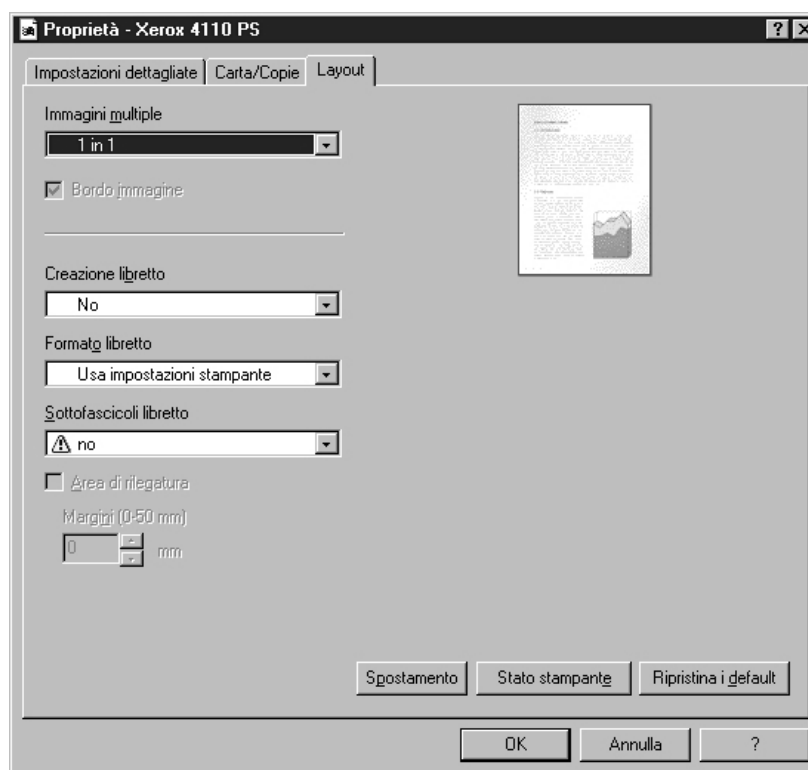 Proprietà - Xerox 4110 PS
Impostazioni dettagliate Carta/Copie Layout
Immagini multiple
1 in 1
Bordo immagine
Creazione libretto
No
Formato libretto
Usa impostazioni stampante
Sottofascicoli libretto
no
Area di rilegatura
Margini (0-50 mm)
0 mm
Spostamento Stato stampante Ripristina i default
OK Annulla ?